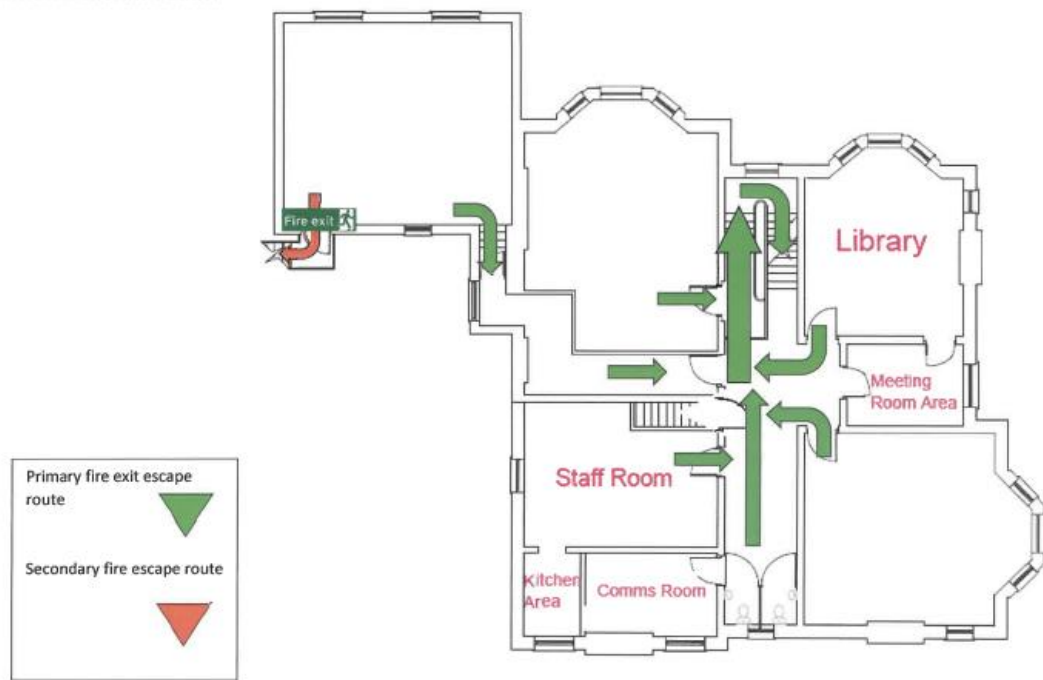 Fire exit
Library
Meeting
Room Area
Staff Room
Kitchen
Area
Comms Room
Primary fire exit escape
route
Secondary fire escape route